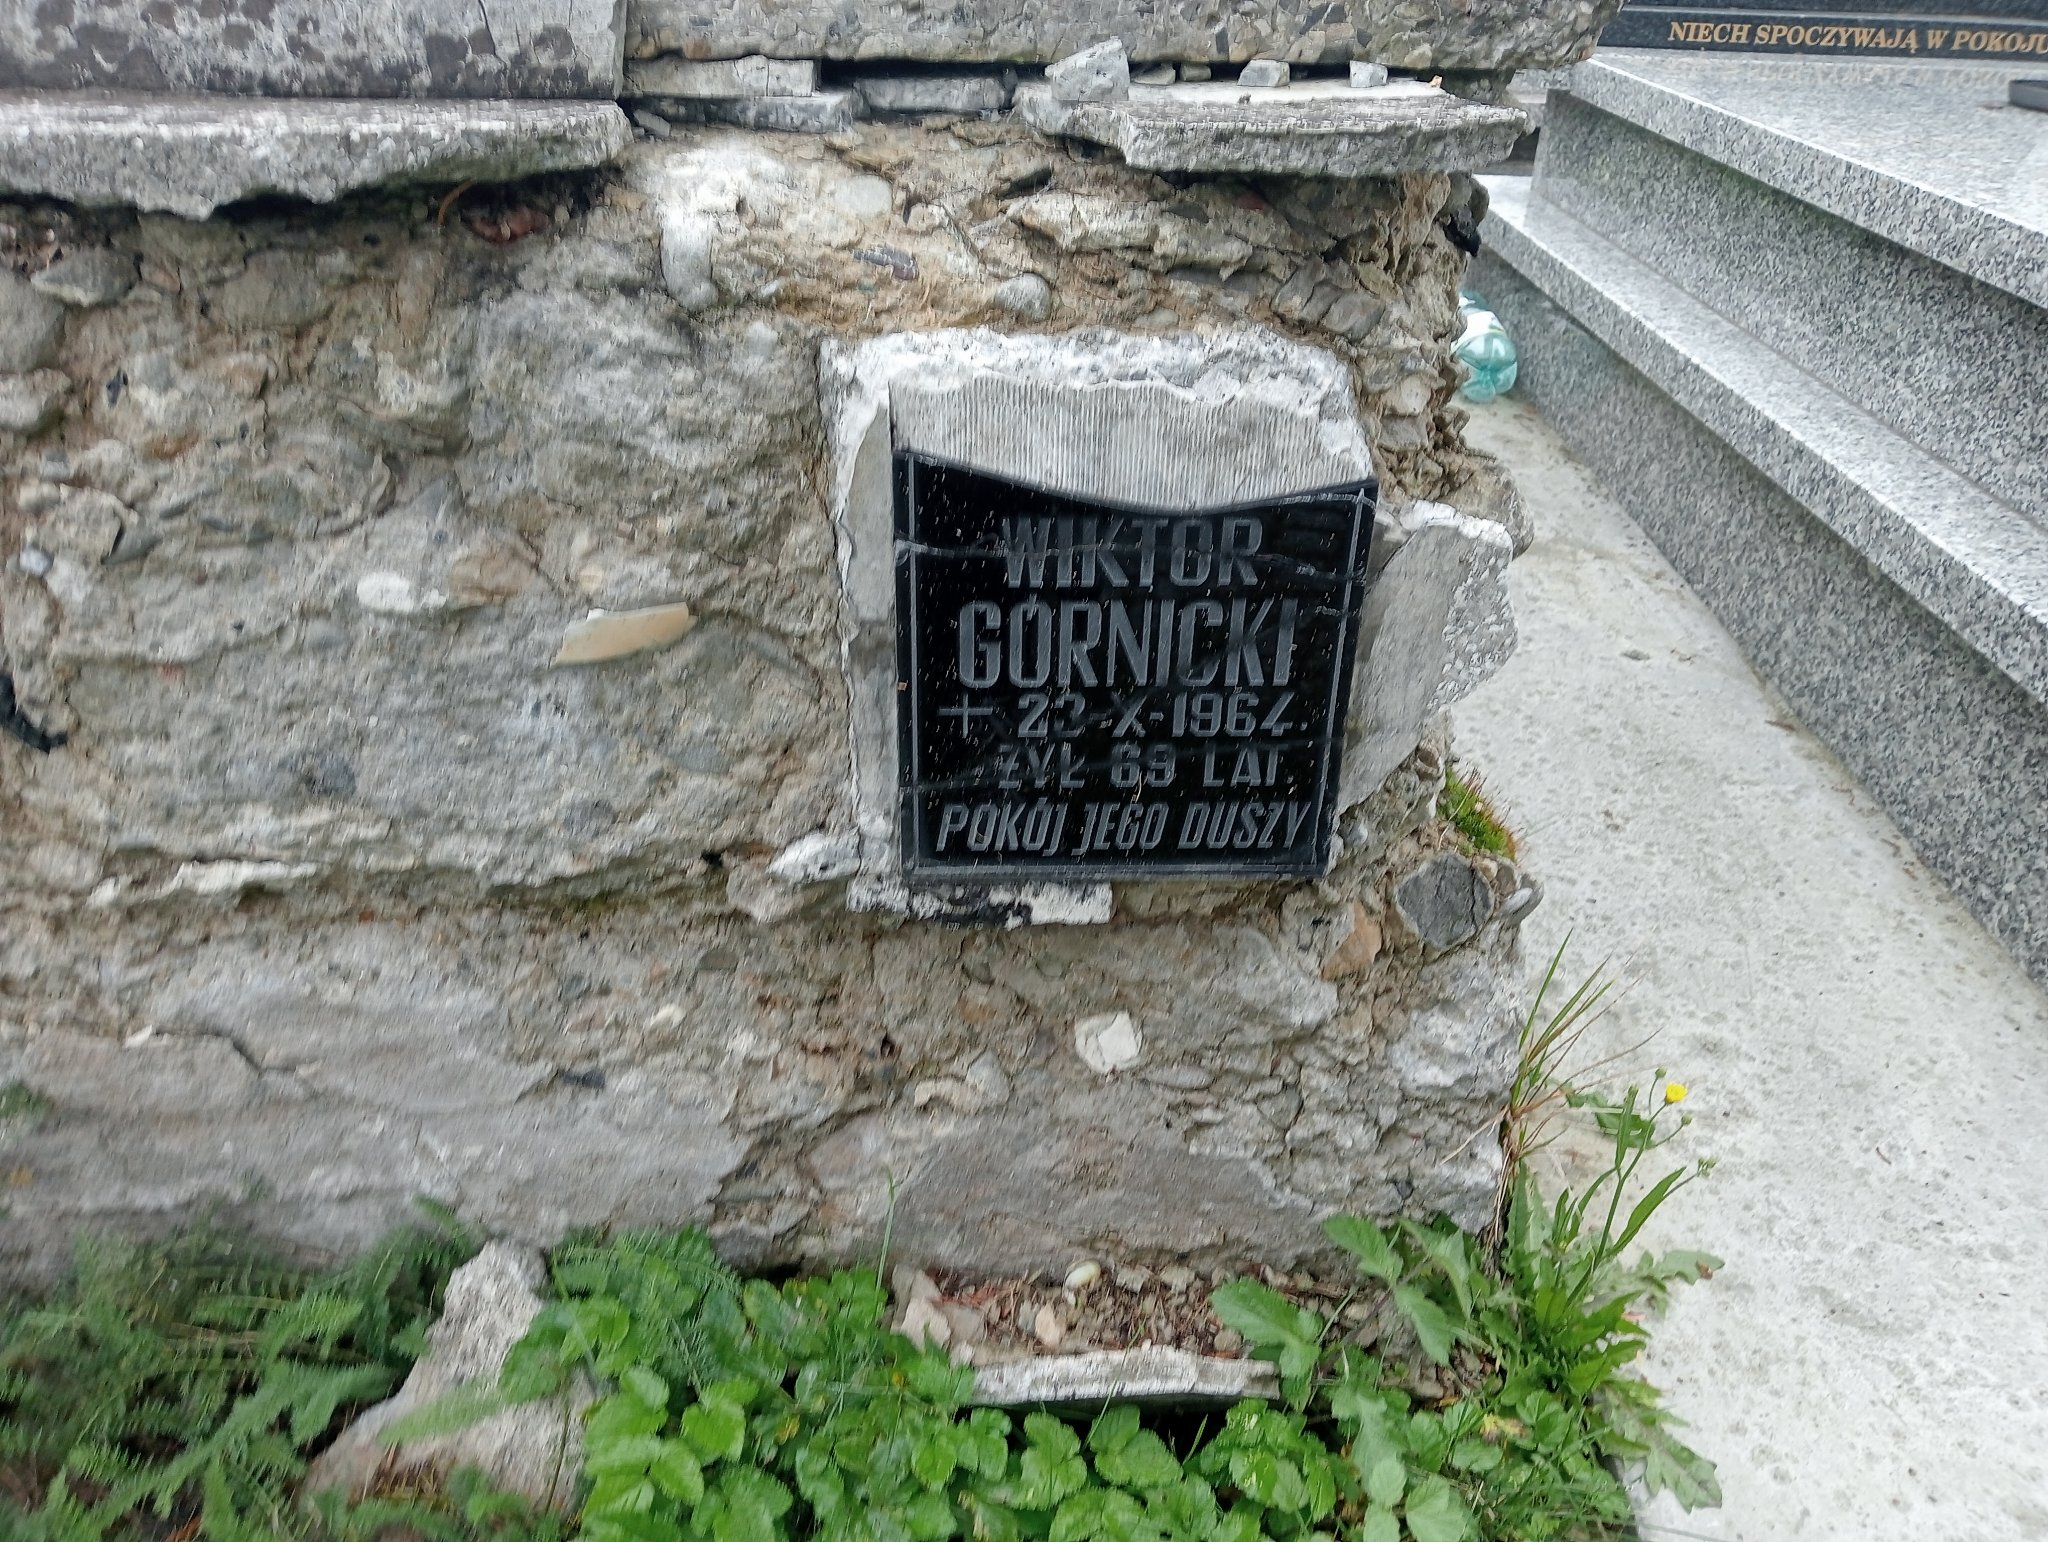 NIECH SPOCZYWAJĄ W POKOJU
WIKTOR
GÓRNICKI
+ 23-X-1964.
ŻYŁ 69 LAT.
POKÓJ JEGO DUSZY